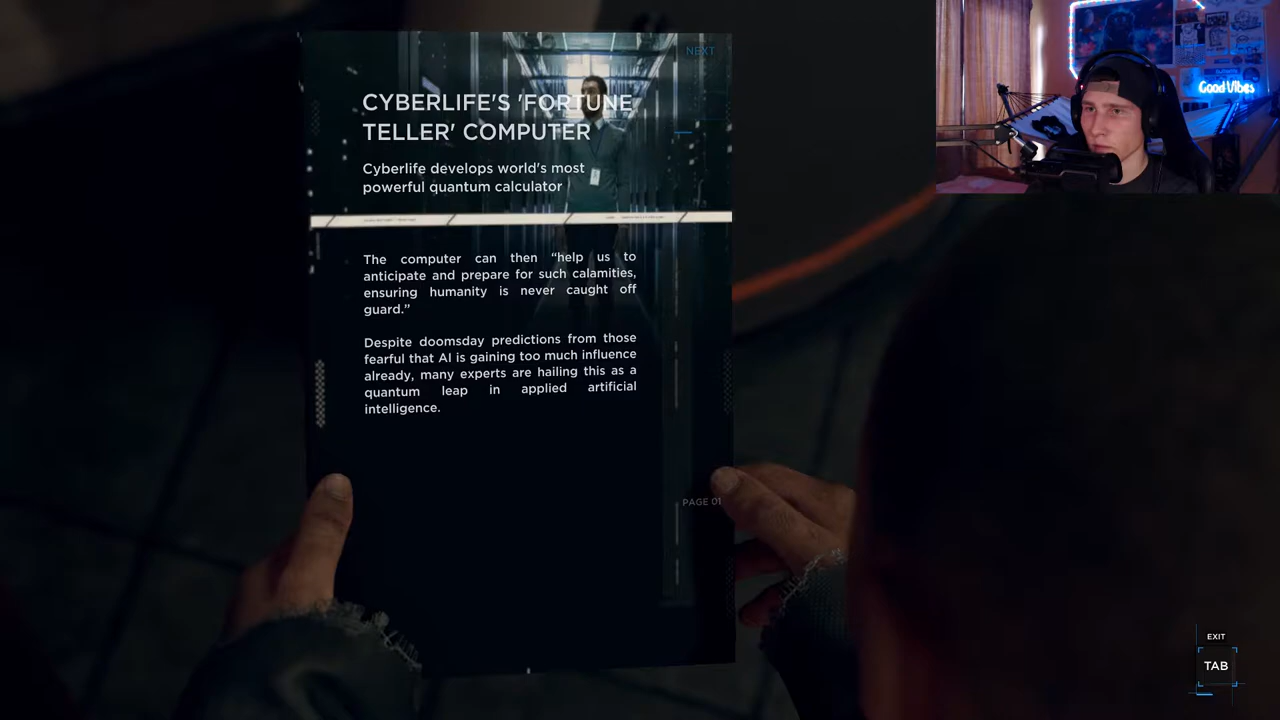 NEXT
CYBERLIFE'S 'FORTUNE
TELLER' COMPUTER
Cyberlife develops world's most
powerful quantum calculator
The computer can then “help us to
anticipate and prepare for such calamities,
ensuring humanity is never caught off
guard.”
Despite doomsday predictions from those
fearful that AI is gaining too much influence
already, many experts are hailing this as a
quantum leap in applied artificial
intelligence.
PAGE 01
Good Vibes
EXIT
TAB